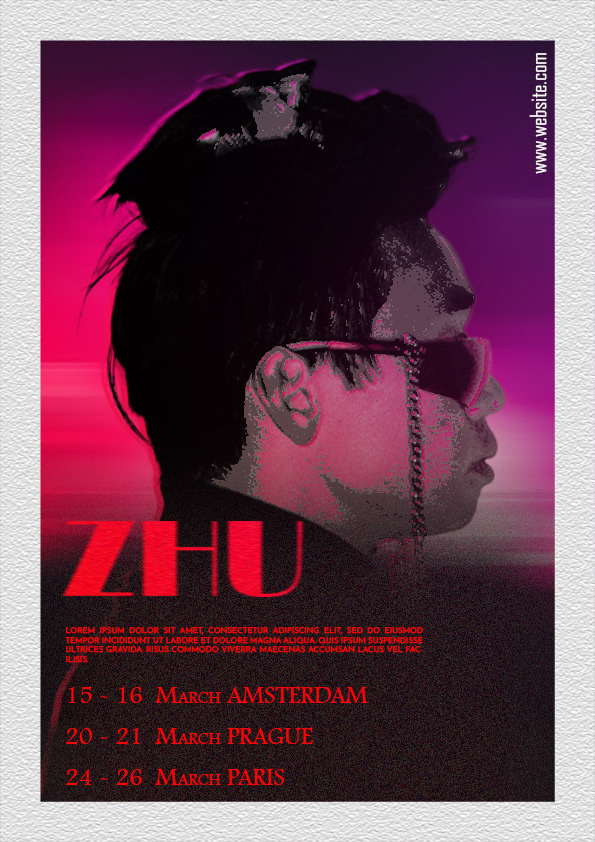 www.website.com
ZHU
LOREM IPSUM DOLOR SIT AMET, CONSECTETUR ADIPISCING ELIT, SED DO EIUSMOD
TEMPOR INCIDIDUNT UT LABORE ET DOLORE MAGNA ALIQUA. QUIS IPSUM SUSPENDISSE
ULTRICES GRAVIDA. RISUS COMMODO VIVERRA MAECENAS ACCUMSAN LACUS VEL FAC-
ILISIS.
15 - 16 March AMSTERDAM
20 - 21 March PRAGUE
24 - 26 March PARIS